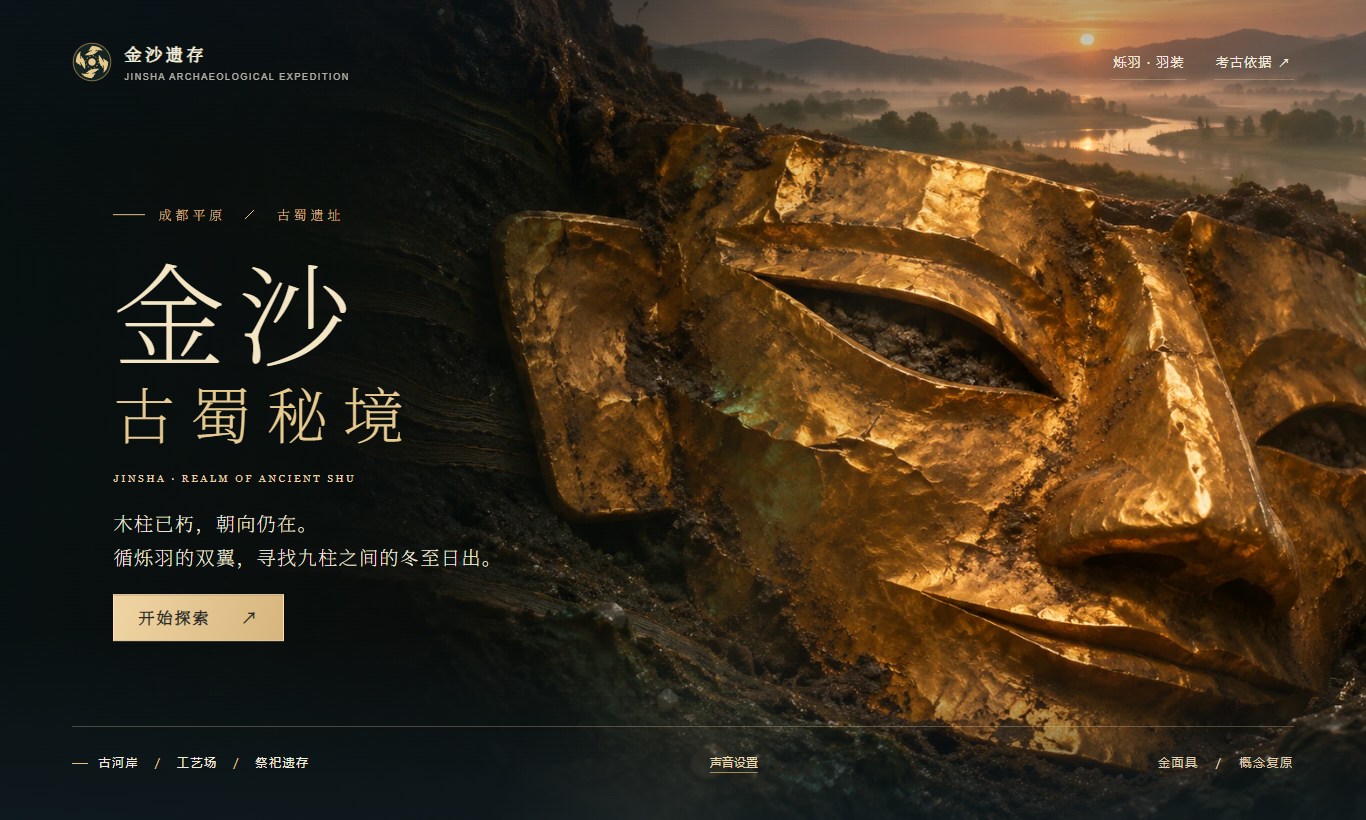 金沙遗存
JINSHA ARCHAEOLOGICAL EXPEDITION
烁羽 · 羽装
考古依据 ↗
成都平原 ／ 古蜀遗址
金沙
古蜀秘境
JINSHA · REALM OF ANCIENT SHU
木柱已朽，朝向仍在。
循烁羽的双翼，寻找九柱之间的冬至日出。
开始探索 ↗
古河岸 / 工艺场 / 祭祀遗存
声音设置
金面具 / 概念复原